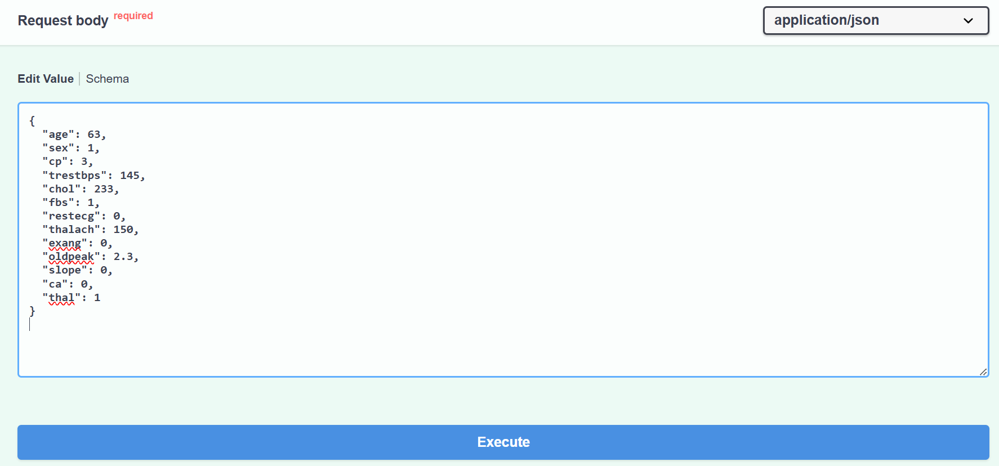 Request body required
application/json
Edit Value Schema
{
  "age": 63,
  "sex": 1,
  "cp": 3,
  "trestbps": 145,
  "chol": 233,
  "fbs": 1,
  "restecg": 0,
  "thalach": 150,
  "exang": 0,
  "oldpeak": 2.3,
  "slope": 0,
  "ca": 0,
  "thal": 1
}
Execute